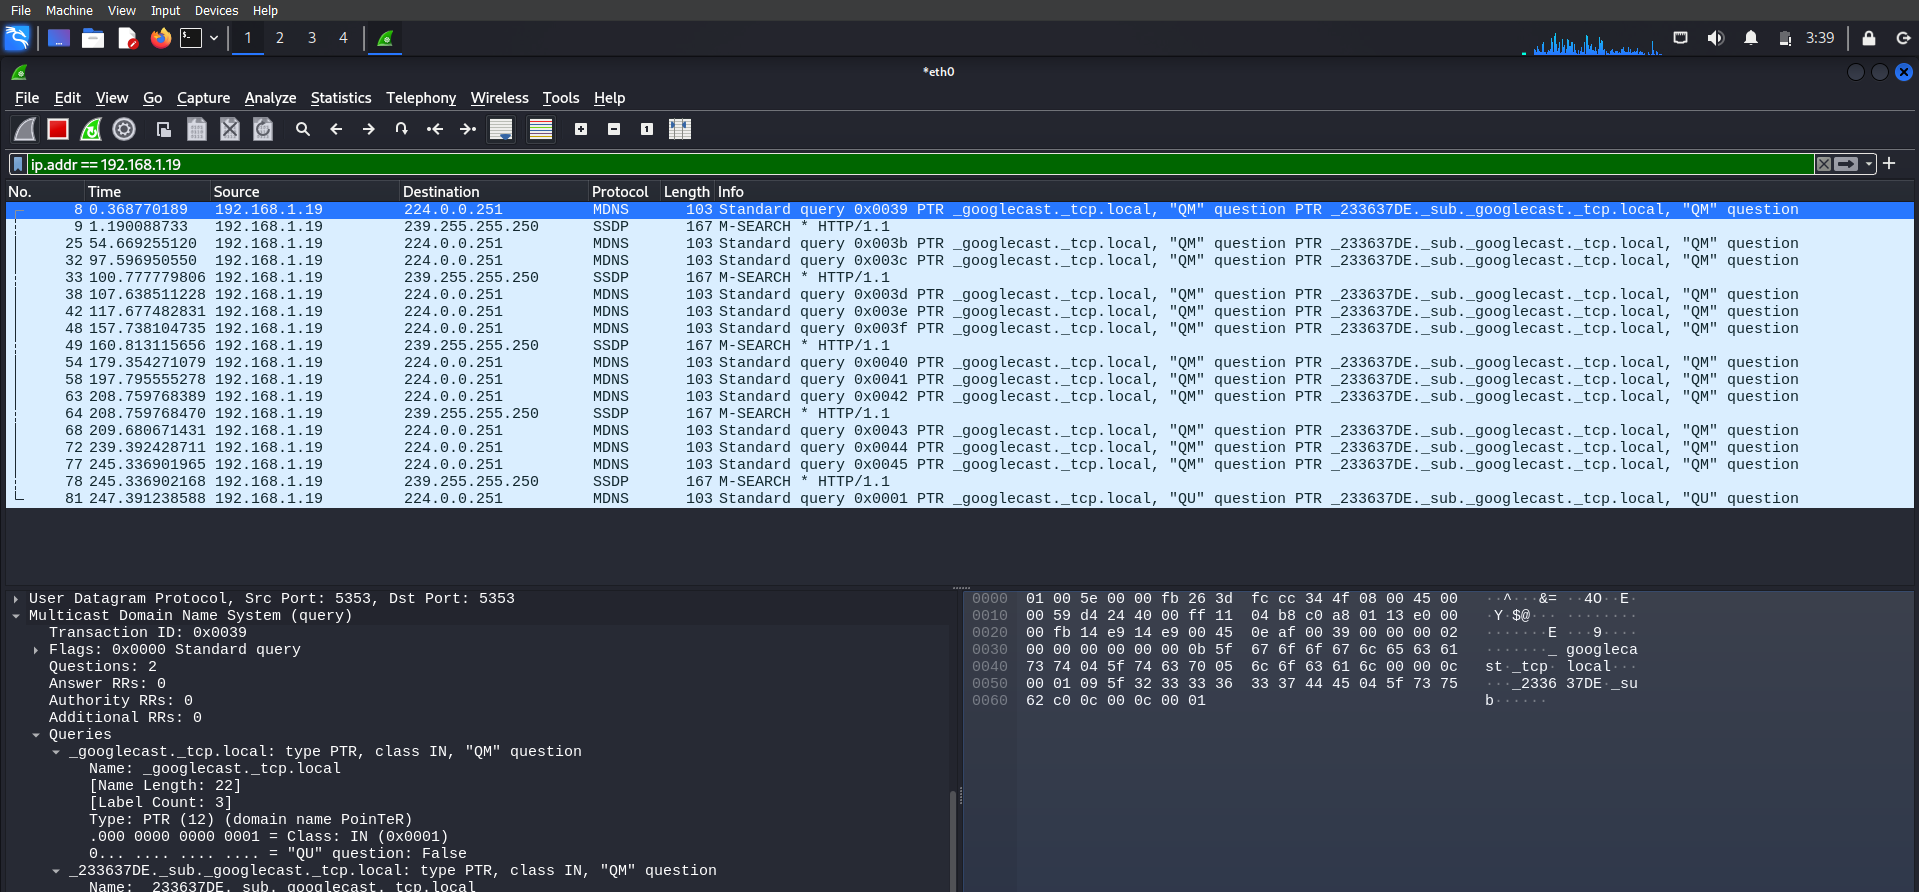 File Machine View Input Devices Help
1 2 3 4 3:39
*eth0
File Edit View Go Capture Analyze Statistics Telephony Wireless Tools Help
ip.addr == 192.168.1.19
No. Time Source Destination Protocol Length Info
8 0.368770189 192.168.1.19 224.0.0.251 MDNS 103 Standard query 0x0039 PTR _googlecast._tcp.local, "QM" question PTR _233637DE._sub._googlecast._tcp.local, "QM" question
9 1.190088733 192.168.1.19 239.255.255.250 SSDP 167 M-SEARCH * HTTP/1.1
25 54.669255120 192.168.1.19 224.0.0.251 MDNS 103 Standard query 0x003b PTR _googlecast._tcp.local, "QM" question PTR _233637DE._sub._googlecast._tcp.local, "QM" question
32 97.596950550 192.168.1.19 224.0.0.251 MDNS 103 Standard query 0x003c PTR _googlecast._tcp.local, "QM" question PTR _233637DE._sub._googlecast._tcp.local, "QM" question
33 100.777779806 192.168.1.19 239.255.255.250 SSDP 167 M-SEARCH * HTTP/1.1
38 107.638511228 192.168.1.19 224.0.0.251 MDNS 103 Standard query 0x003d PTR _googlecast._tcp.local, "QM" question PTR _233637DE._sub._googlecast._tcp.local, "QM" question
42 117.677482831 192.168.1.19 224.0.0.251 MDNS 103 Standard query 0x003e PTR _googlecast._tcp.local, "QM" question PTR _233637DE._sub._googlecast._tcp.local, "QM" question
48 157.738104735 192.168.1.19 224.0.0.251 MDNS 103 Standard query 0x003f PTR _googlecast._tcp.local, "QM" question PTR _233637DE._sub._googlecast._tcp.local, "QM" question
49 160.813115656 192.168.1.19 239.255.255.250 SSDP 167 M-SEARCH * HTTP/1.1
54 179.354271079 192.168.1.19 224.0.0.251 MDNS 103 Standard query 0x0040 PTR _googlecast._tcp.local, "QM" question PTR _233637DE._sub._googlecast._tcp.local, "QM" question
58 197.795555278 192.168.1.19 224.0.0.251 MDNS 103 Standard query 0x0041 PTR _googlecast._tcp.local, "QM" question PTR _233637DE._sub._googlecast._tcp.local, "QM" question
63 208.759768389 192.168.1.19 224.0.0.251 MDNS 103 Standard query 0x0042 PTR _googlecast._tcp.local, "QM" question PTR _233637DE._sub._googlecast._tcp.local, "QM" question
64 208.759768470 192.168.1.19 239.255.255.250 SSDP 167 M-SEARCH * HTTP/1.1
68 209.680671431 192.168.1.19 224.0.0.251 MDNS 103 Standard query 0x0043 PTR _googlecast._tcp.local, "QM" question PTR _233637DE._sub._googlecast._tcp.local, "QM" question
72 239.392428711 192.168.1.19 224.0.0.251 MDNS 103 Standard query 0x0044 PTR _googlecast._tcp.local, "QM" question PTR _233637DE._sub._googlecast._tcp.local, "QM" question
77 245.336901965 192.168.1.19 224.0.0.251 MDNS 103 Standard query 0x0045 PTR _googlecast._tcp.local, "QM" question PTR _233637DE._sub._googlecast._tcp.local, "QM" question
78 245.336902168 192.168.1.19 239.255.255.250 SSDP 167 M-SEARCH * HTTP/1.1
81 247.391238588 192.168.1.19 224.0.0.251 MDNS 103 Standard query 0x0001 PTR _googlecast._tcp.local, "QU" question PTR _233637DE._sub._googlecast._tcp.local, "QU" question
User Datagram Protocol, Src Port: 5353, Dst Port: 5353
Multicast Domain Name System (query)
Transaction ID: 0x0039
Flags: 0x0000 Standard query
Questions: 2
Answer RRs: 0
Authority RRs: 0
Additional RRs: 0
Queries
_googlecast._tcp.local: type PTR, class IN, "QM" question
Name: _googlecast._tcp.local
[Name Length: 22]
[Label Count: 3]
Type: PTR (12) (domain name PoinTeR)
.000 0000 0000 0001 = Class: IN (0x0001)
0... .... .... .... = "QU" question: False
_233637DE._sub._googlecast._tcp.local: type PTR, class IN, "QM" question
Name: _233637DE._sub._googlecast._tcp.local
0000 01 00 5e 00 00 fb 26 3d fc cc 34 4f 08 00 45 00 ··^···&= ··4O··E·
0010 00 59 d4 24 40 00 ff 11 04 b8 c0 a8 01 13 e0 00 ·Y·$@··· ········
0020 00 fb 14 e9 14 e9 00 45 0e af 00 39 00 00 00 02 ·······E ···9····
0030 00 00 00 00 00 00 0b 5f 67 6f 6f 67 6c 65 63 61 ·······_ googleca
0040 73 74 04 5f 74 63 70 05 6c 6f 63 61 6c 00 00 0c st·_tcp· local···
0050 00 01 09 5f 32 33 33 36 33 37 44 45 04 5f 73 75 ···_2336 37DE·_su
0060 62 c0 0c 00 0c 00 01 b······